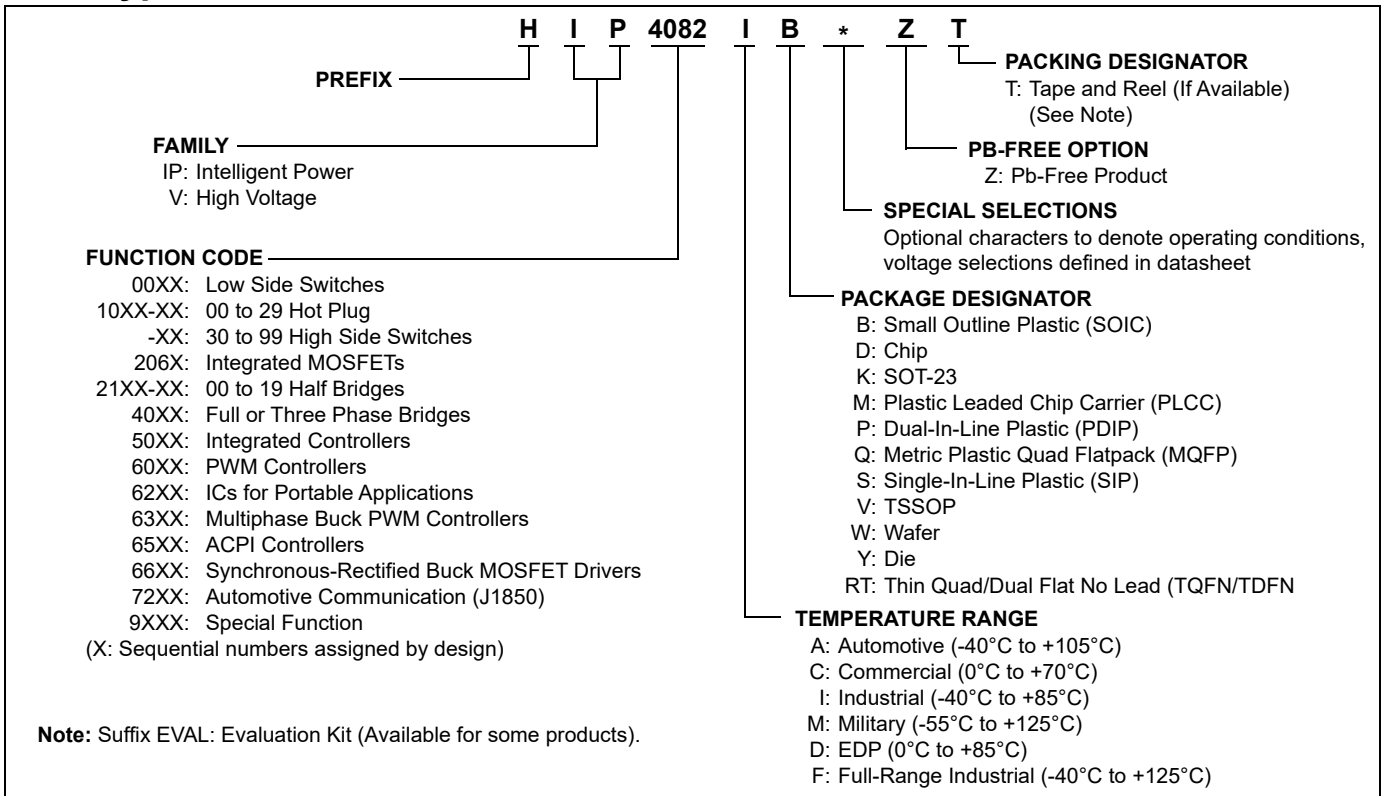 H I P 4082 I B * Z T
PREFIX
FAMILY
IP: Intelligent Power
V: High Voltage
FUNCTION CODE
00XX: Low Side Switches
10XX-XX: 00 to 29 Hot Plug
-XX: 30 to 99 High Side Switches
206X: Integrated MOSFETs
21XX-XX: 00 to 19 Half Bridges
40XX: Full or Three Phase Bridges
50XX: Integrated Controllers
60XX: PWM Controllers
62XX: ICs for Portable Applications
63XX: Multiphase Buck PWM Controllers
65XX: ACPI Controllers
66XX: Synchronous-Rectified Buck MOSFET Drivers
72XX: Automotive Communication (J1850)
9XXX: Special Function
(X: Sequential numbers assigned by design)
Note: Suffix EVAL: Evaluation Kit (Available for some products).
PACKING DESIGNATOR
T: Tape and Reel (If Available)
(See Note)
PB-FREE OPTION
Z: Pb-Free Product
SPECIAL SELECTIONS
Optional characters to denote operating conditions,
voltage selections defined in datasheet
PACKAGE DESIGNATOR
B: Small Outline Plastic (SOIC)
D: Chip
K: SOT-23
M: Plastic Leaded Chip Carrier (PLCC)
P: Dual-In-Line Plastic (PDIP)
Q: Metric Plastic Quad Flatpack (MQFP)
S: Single-In-Line Plastic (SIP)
V: TSSOP
W: Wafer
Y: Die
RT: Thin Quad/Dual Flat No Lead (TQFN/TDFN
TEMPERATURE RANGE
A: Automotive (-40°C to +105°C)
C: Commercial (0°C to +70°C)
I: Industrial (-40°C to +85°C)
M: Military (-55°C to +125°C)
D: EDP (0°C to +85°C)
F: Full-Range Industrial (-40°C to +125°C)